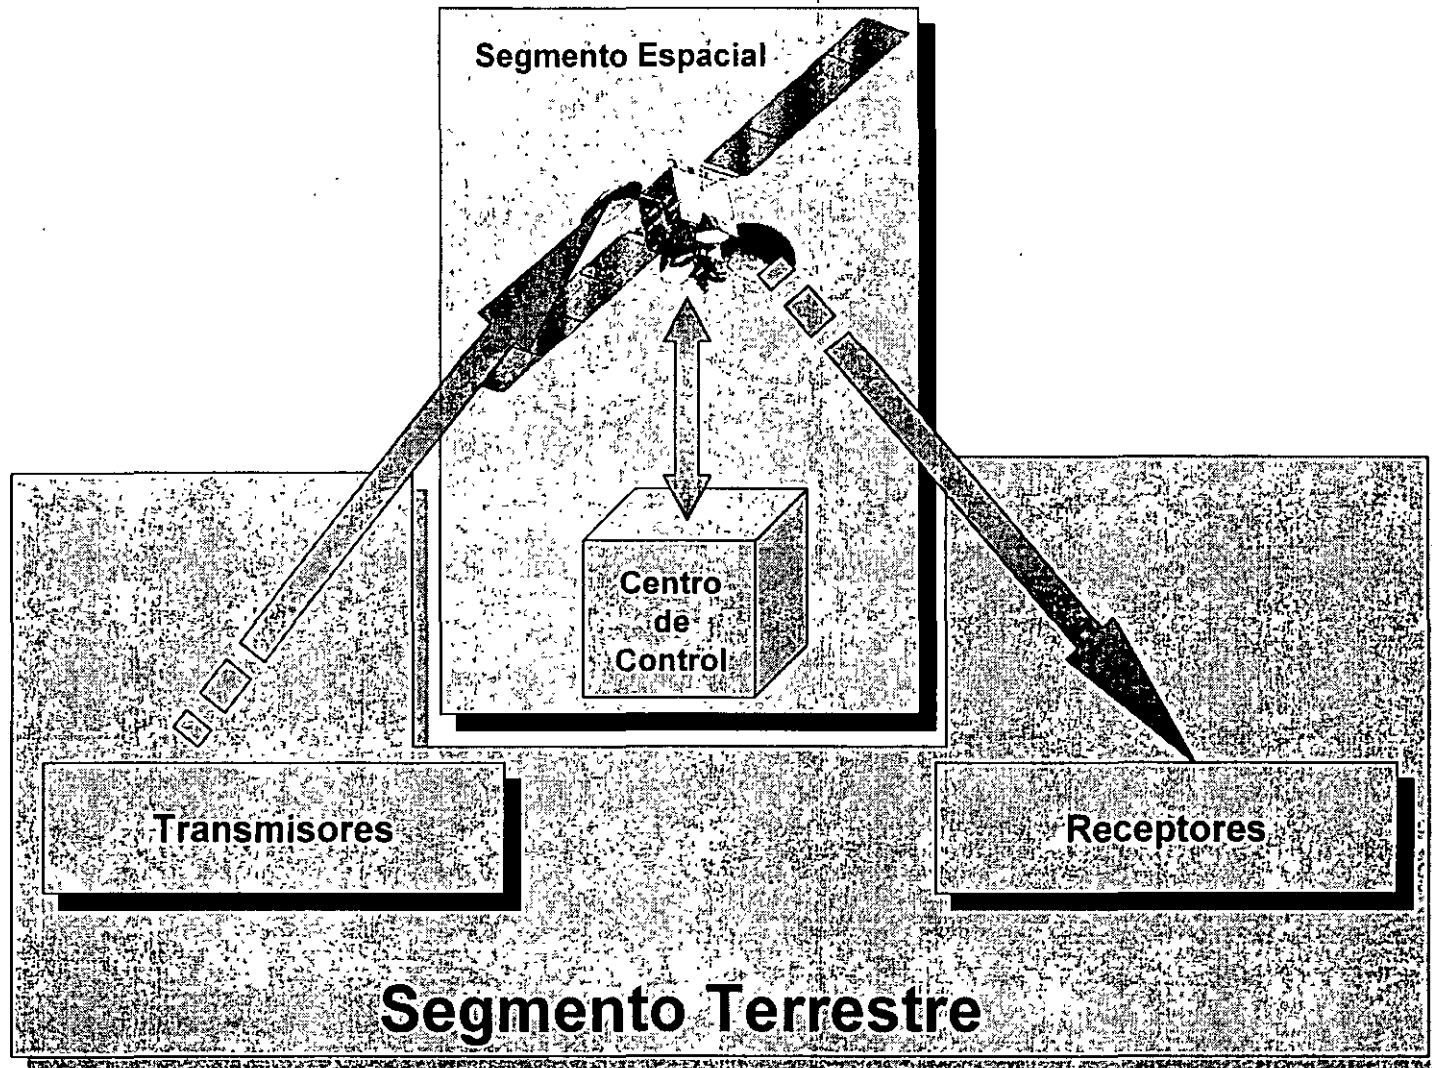 Segmento Espacial
Centro
de
Control
Transmisores
Receptores
Segmento Terrestre